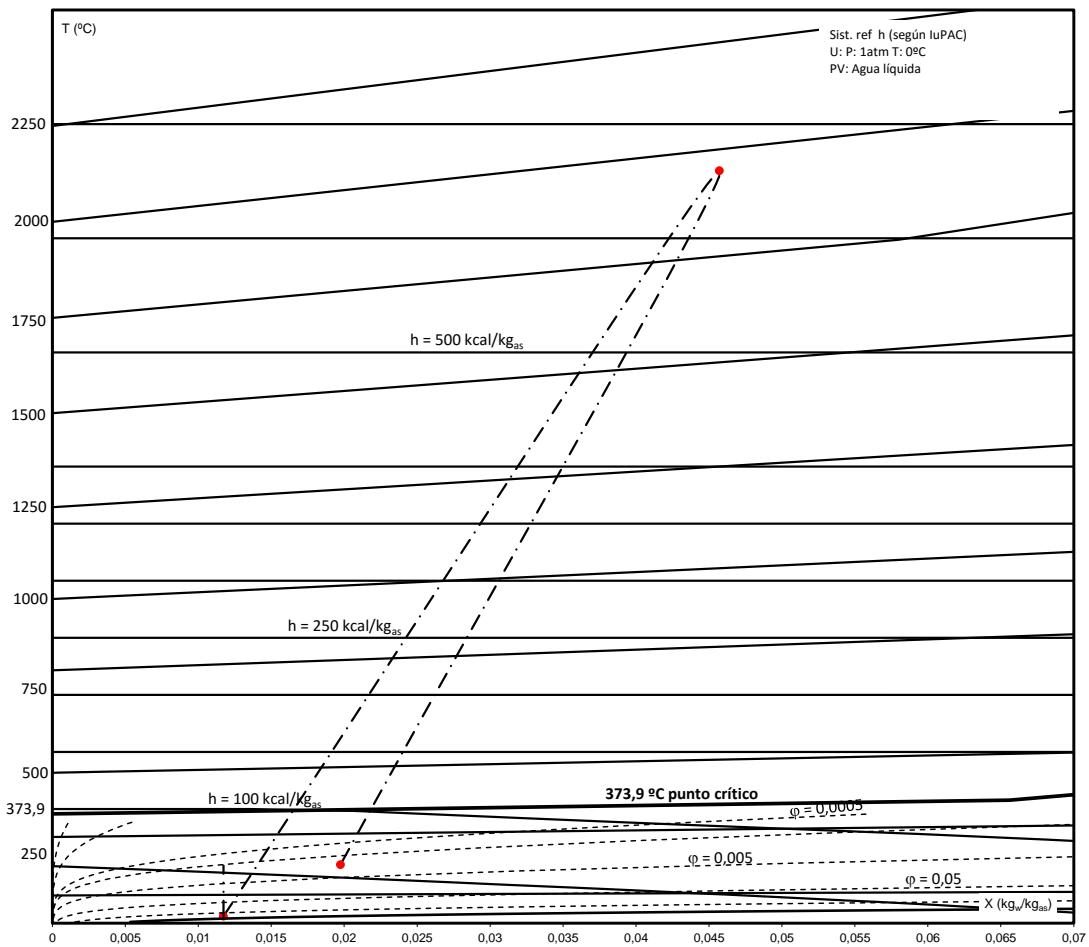 T (ºC)
Sist. ref h (según IuPAC)
U: P: 1atm T: 0ºC
PV: Agua líquida
2250
2000
1750
h = 500 kcal/kgas
1500
1250
1000
h = 250 kcal/kgas
750
500
h = 100 kcal/kgas
373,9 ºC punto crítico
373,9
φ = 0,0005
250
φ = 0,005
φ = 0,05
X (kgw/kgas)
0 0,005 0,01 0,015 0,02 0,025 0,03 0,035 0,04 0,045 0,05 0,055 0,06 0,065 0,07